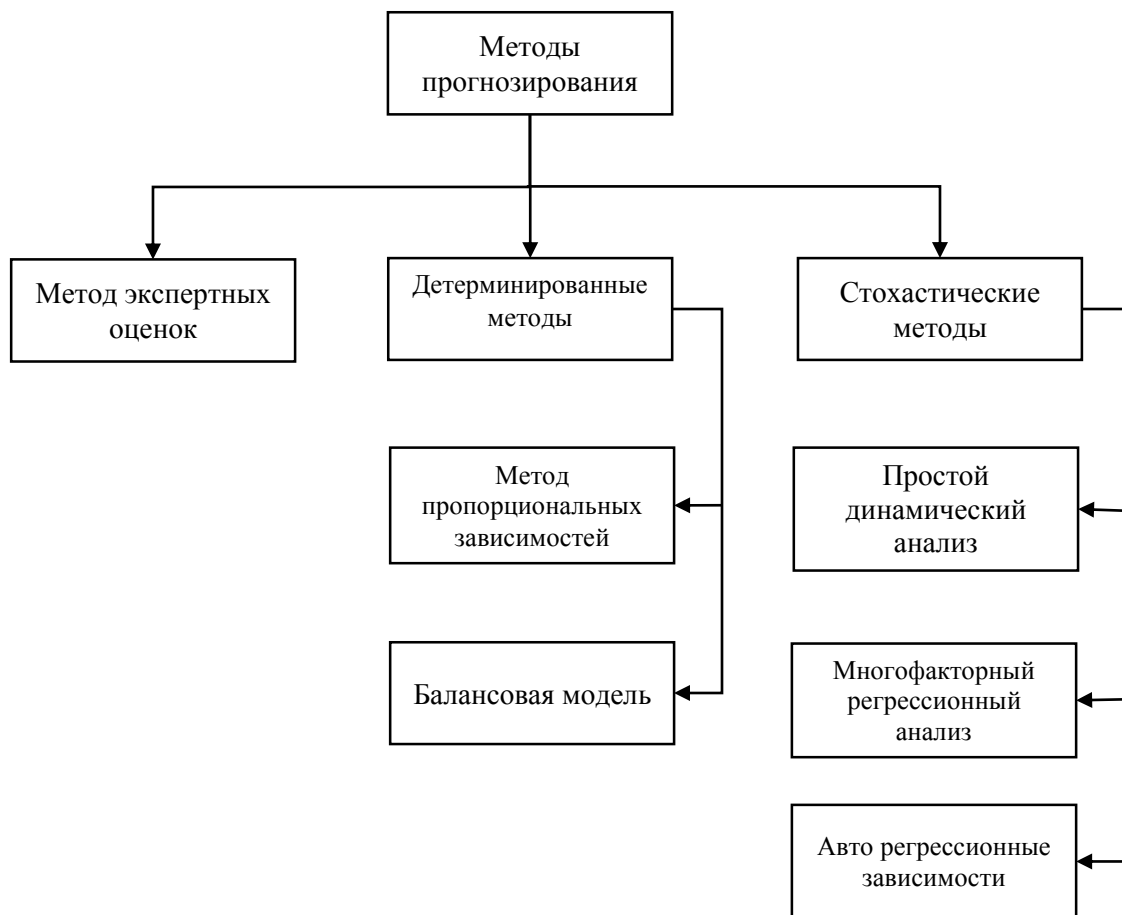 Методы
прогнозирования
Метод экспертных
оценок
Детерминированные
методы
Стохастические
методы
Метод
пропорциональных
зависимостей
Простой
динамический
анализ
Балансовая модель
Многофакторный
регрессионный
анализ
Авто регрессионные
зависимости